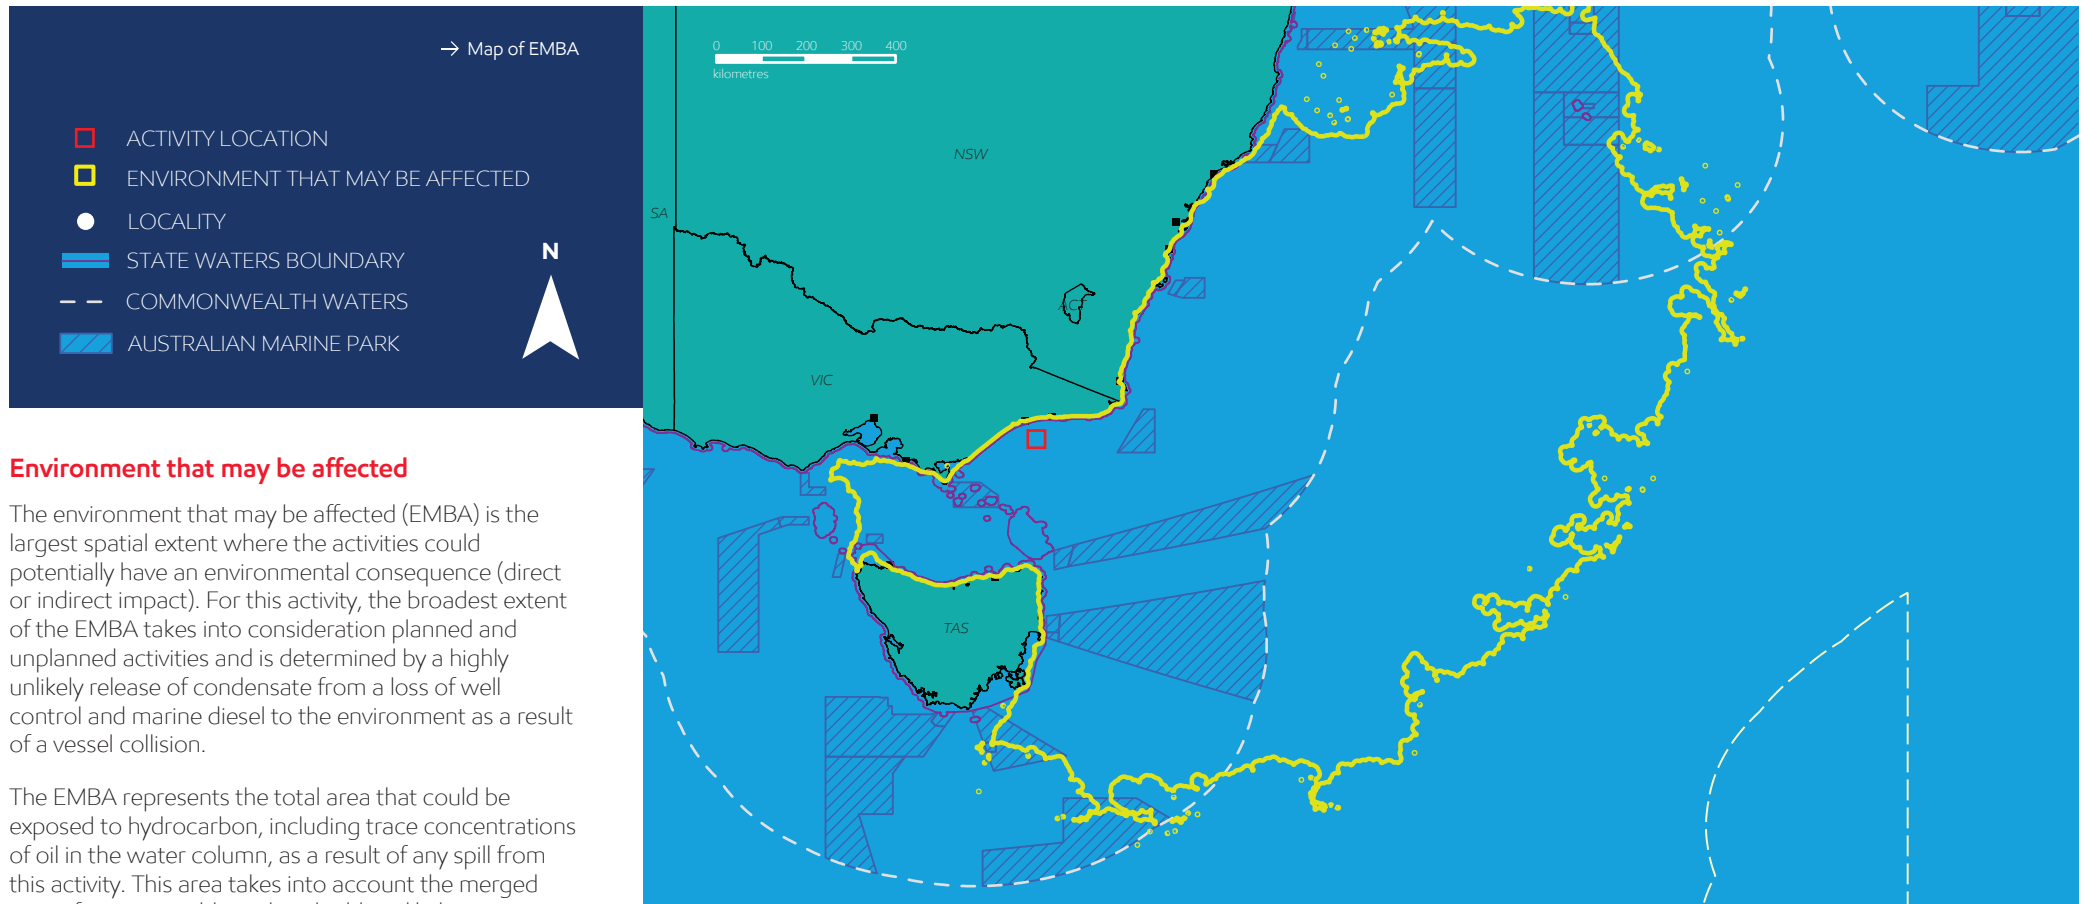 → Map of EMBA
ACTIVITY LOCATION
ENVIRONMENT THAT MAY BE AFFECTED
LOCALITY
STATE WATERS BOUNDARY
COMMONWEALTH WATERS
AUSTRALIAN MARINE PARK
N
0 100 200 300 400
kilometres
NSW
SA
ACT
VIC
TAS
Environment that may be affected
The environment that may be affected (EMBA) is the
largest spatial extent where the activities could
potentially have an environmental consequence (direct
or indirect impact). For this activity, the broadest extent
of the EMBA takes into consideration planned and
unplanned activities and is determined by a highly
unlikely release of condensate from a loss of well
control and marine diesel to the environment as a result
of a vessel collision.
The EMBA represents the total area that could be
exposed to hydrocarbon, including trace concentrations
of oil in the water column, as a result of any spill from
this activity. This area takes into account the merged